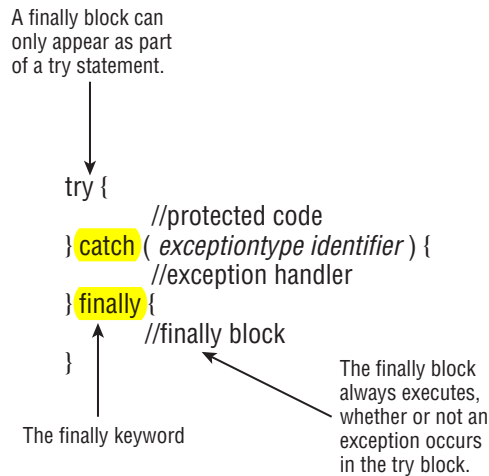 A finally block can
only appear as part
of a try statement.
try {
//protected code
} catch ( exceptiontype identifier ) {
//exception handler
} finally {
//finally block
}
The finally keyword
The finally block
always executes,
whether or not an
exception occurs
in the try block.